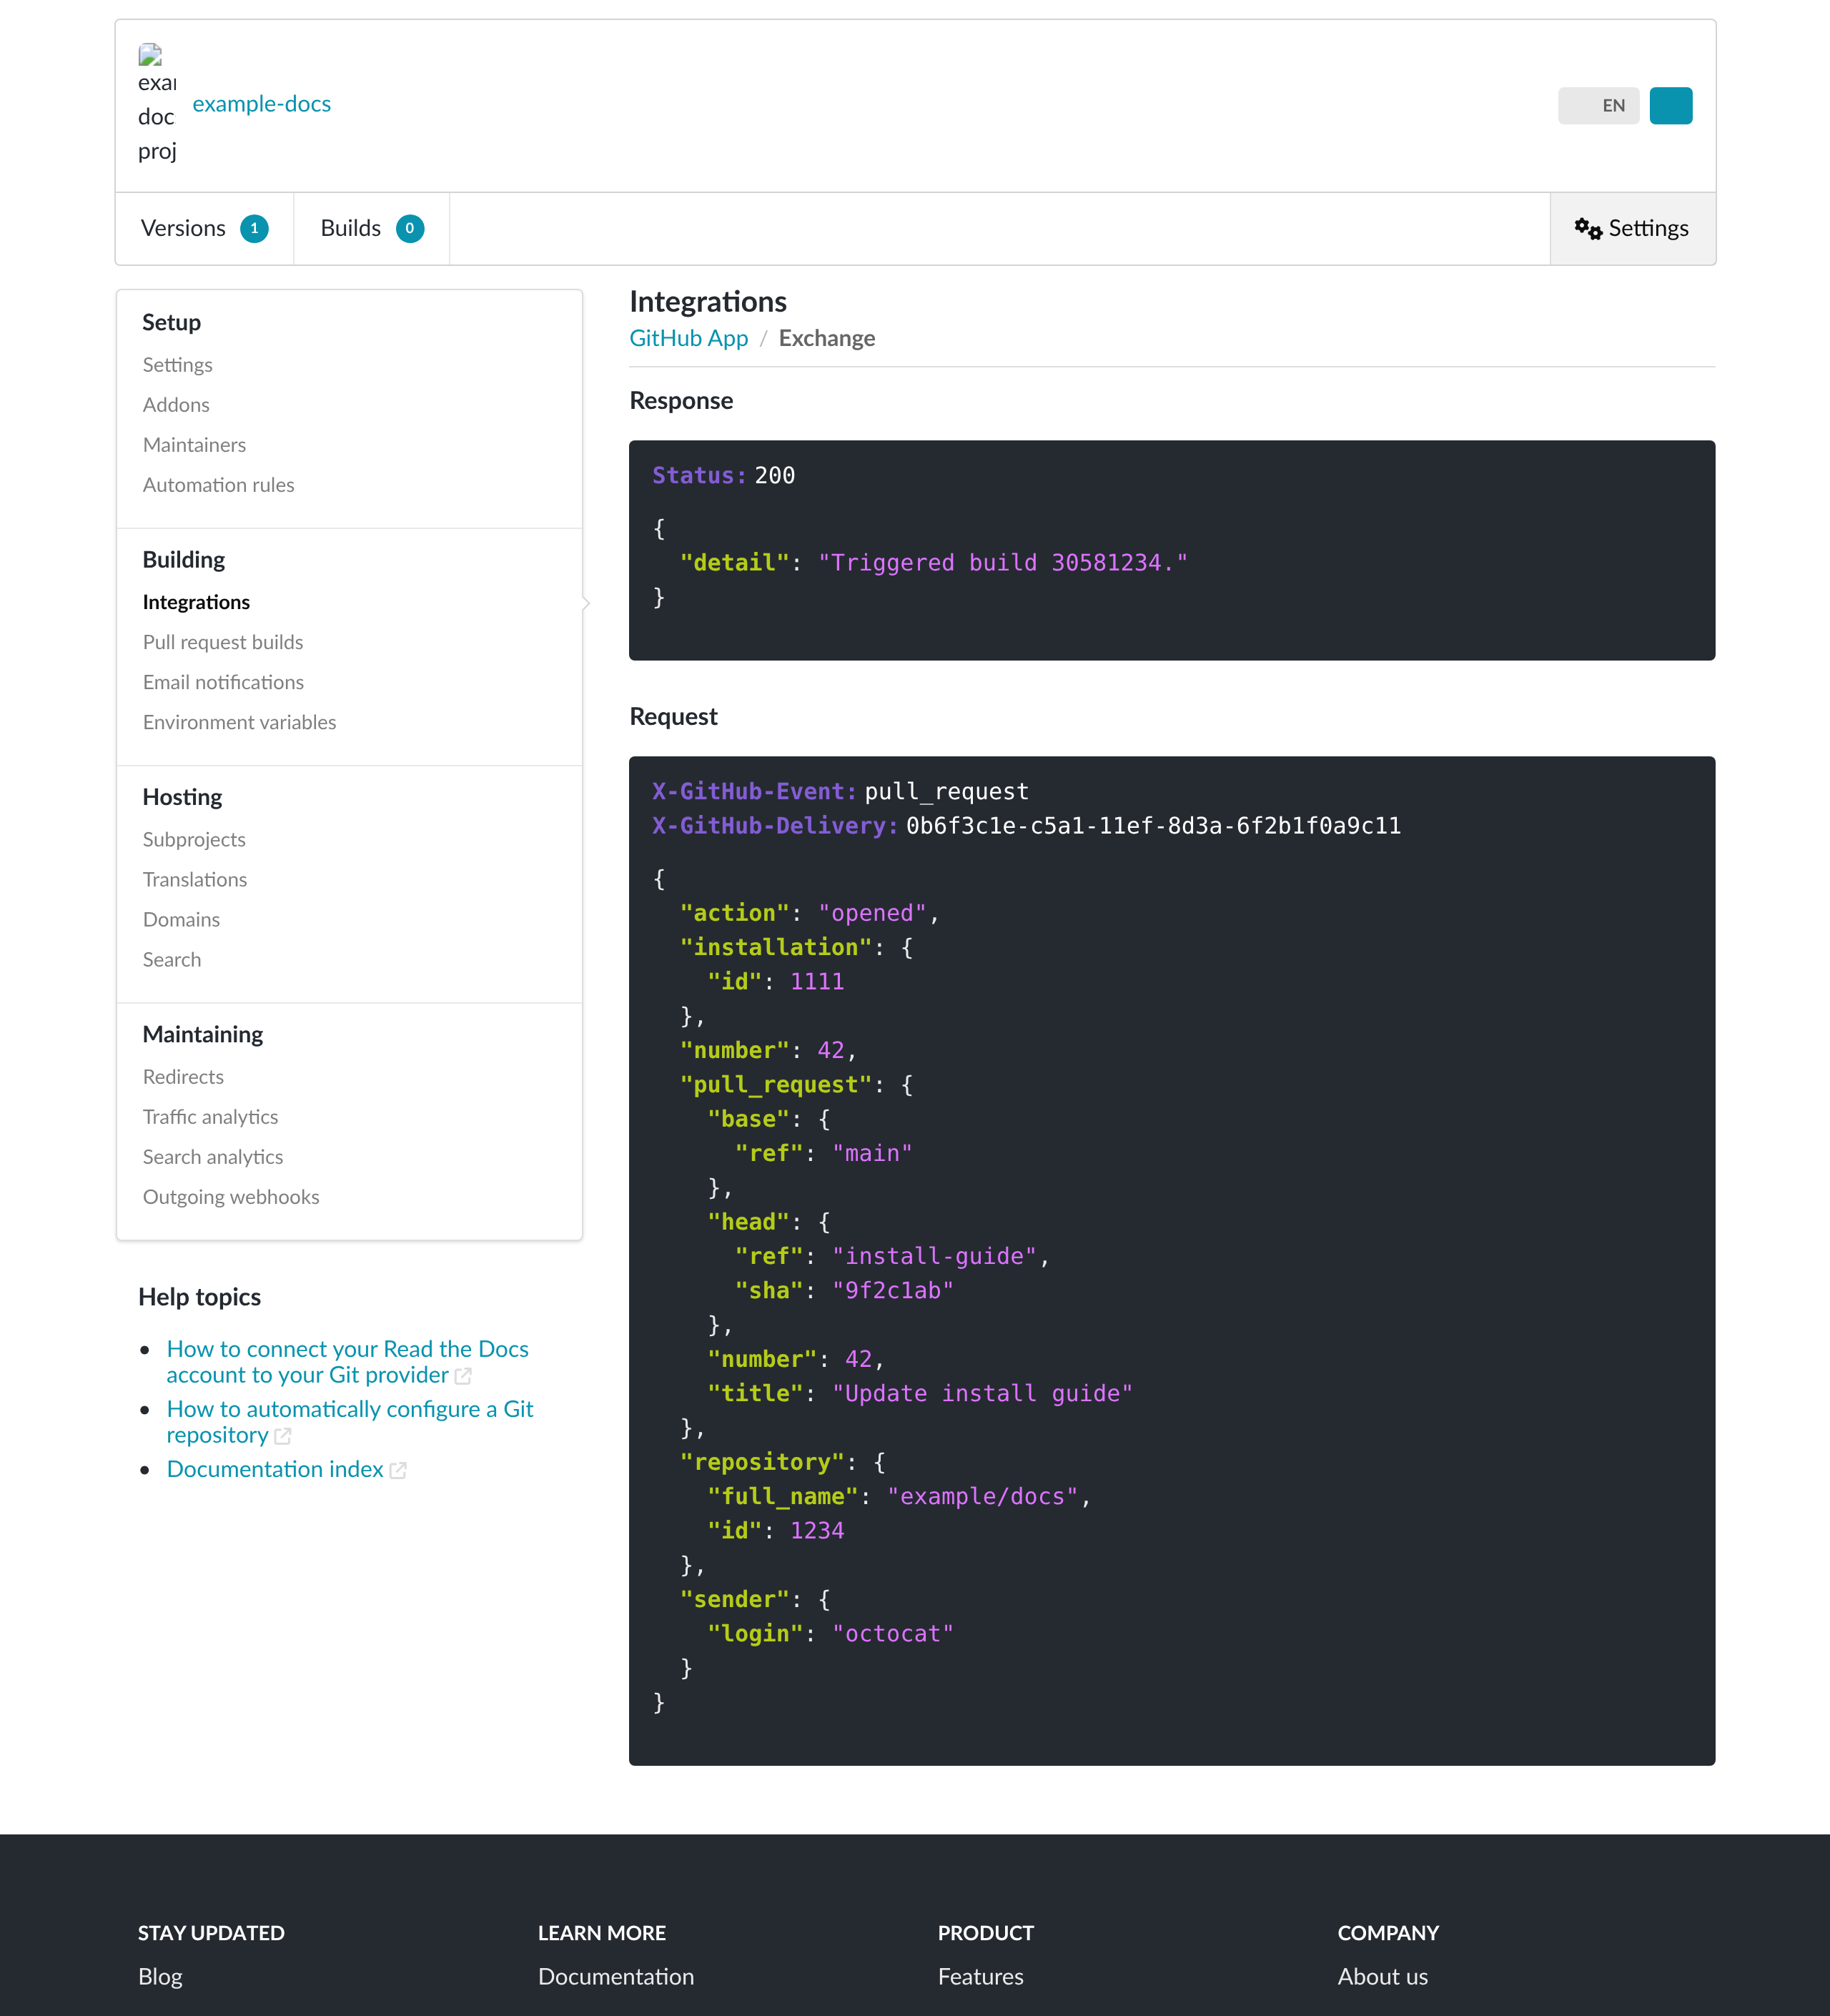 exar
doc
proj
example-docs
EN
Versions 1
Builds 0
Settings
Setup
Settings
Addons
Maintainers
Automation rules
Building
Integrations
Pull request builds
Email notifications
Environment variables
Hosting
Subprojects
Translations
Domains
Search
Maintaining
Redirects
Traffic analytics
Search analytics
Outgoing webhooks
Help topics
How to connect your Read the Docs
account to your Git provider
How to automatically configure a Git
repository
Documentation index
Integrations
GitHub App / Exchange
Response
Status: 200
{
  "detail": "Triggered build 30581234."
}
Request
X-GitHub-Event: pull_request
X-GitHub-Delivery: 0b6f3c1e-c5a1-11ef-8d3a-6f2b1f0a9c11
{
  "action": "opened",
  "installation": {
    "id": 1111
  },
  "number": 42,
  "pull_request": {
    "base": {
      "ref": "main"
    },
    "head": {
      "ref": "install-guide",
      "sha": "9f2c1ab"
    },
    "number": 42,
    "title": "Update install guide"
  },
  "repository": {
    "full_name": "example/docs",
    "id": 1234
  },
  "sender": {
    "login": "octocat"
  }
}
STAY UPDATED
Blog
LEARN MORE
Documentation
PRODUCT
Features
COMPANY
About us